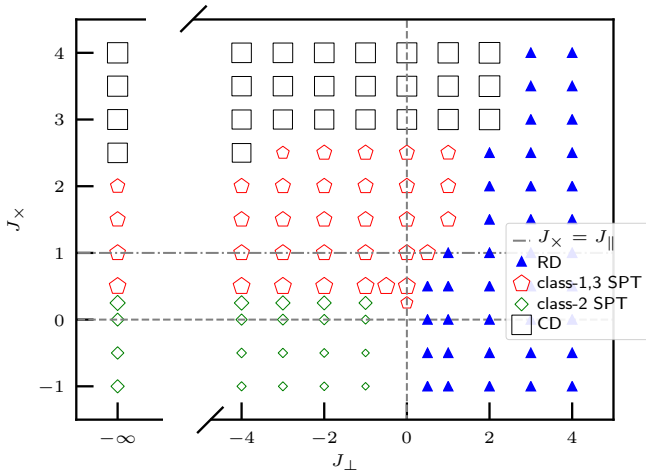 4
3
2
1
0
−1
J×
J× = J∥
RD
class-1,3 SPT
class-2 SPT
CD
−∞
−4
−2
0
2
4
J⊥